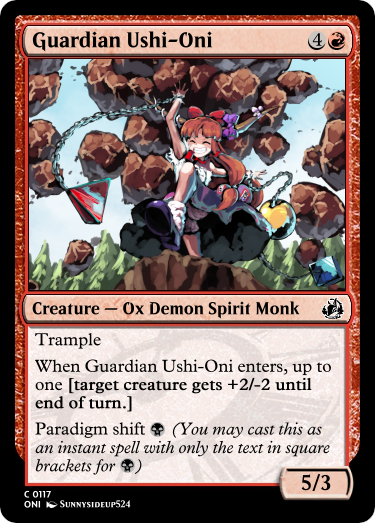 Guardian Ushi-Oni 4
Creature — Ox Demon Spirit Monk
Trample
When Guardian Ushi-Oni enters, up to
one [target creature gets +2/-2 until
end of turn.]
Paradigm shift (You may cast this as
an instant spell with only the text in square
brackets for )
5/3
C 0117
ONI SUNNYSIDEUP524